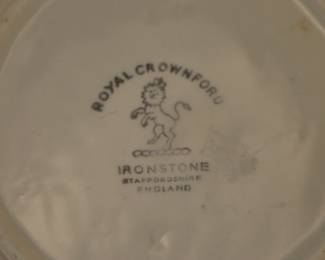 ROYAL CROWNFORD
IRONSTONE
STAFFORDSHIRE
ENGLAND